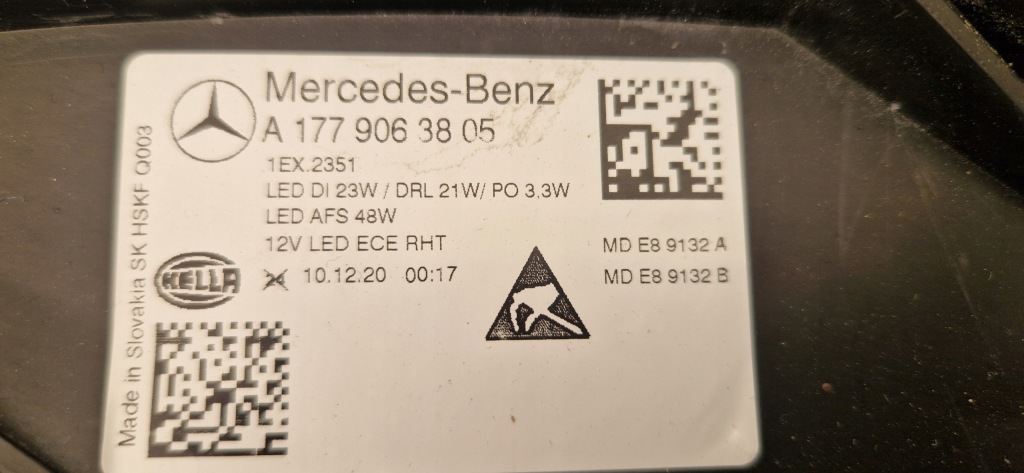 Mercedes-Benz
A 177 906 38 05
1EX.2351
LED DI 23W / DRL 21W/ PO 3,3W
LED AFS 48W
12V LED ECE RHT
MD E8 9132 A
HELLA
10.12.20 00:17
MD E8 9132 B
Made in Slovakia SK HSKF Q003